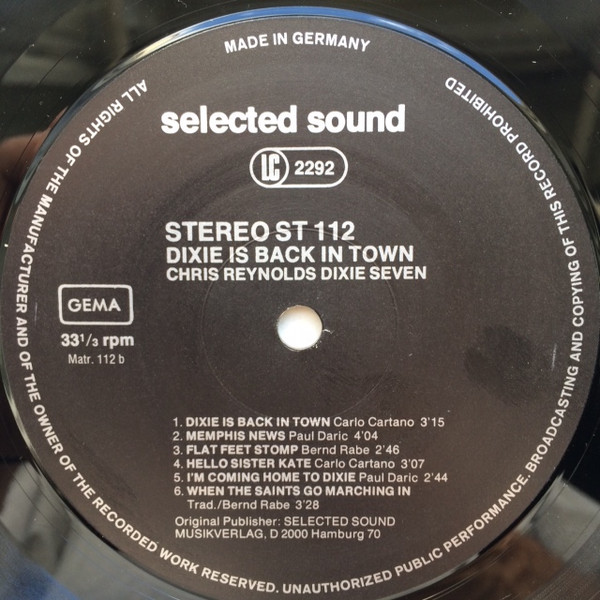 MADE IN GERMANY
ALL RIGHTS OF THE MANUFACTURER AND OF THE OWNER OF THE RECORDED WORK RESERVED. UNAUTHORIZED PUBLIC PERFORMANCE. BROADCASTING AND COPYING OF THIS RECORD PROHIBITED
selected sound
LC 2292
STEREO ST 112
DIXIE IS BACK IN TOWN
CHRIS REYNOLDS DIXIE SEVEN
GEMA
33 1/3 rpm
Matr. 112 b
1. DIXIE IS BACK IN TOWN Carlo Cartano 3'15
2. MEMPHIS NEWS Paul Daric 4'04
3. FLAT FEET STOMP Bernd Rabe 2'46
4. HELLO SISTER KATE Carlo Cartano 3'07
5. I'M COMING HOME TO DIXIE Paul Daric 2'44
6. WHEN THE SAINTS GO MARCHING IN
Trad./Bernd Rabe 3'28
Original Publisher: SELECTED SOUND
MUSIKVERLAG, D 2000 Hamburg 70